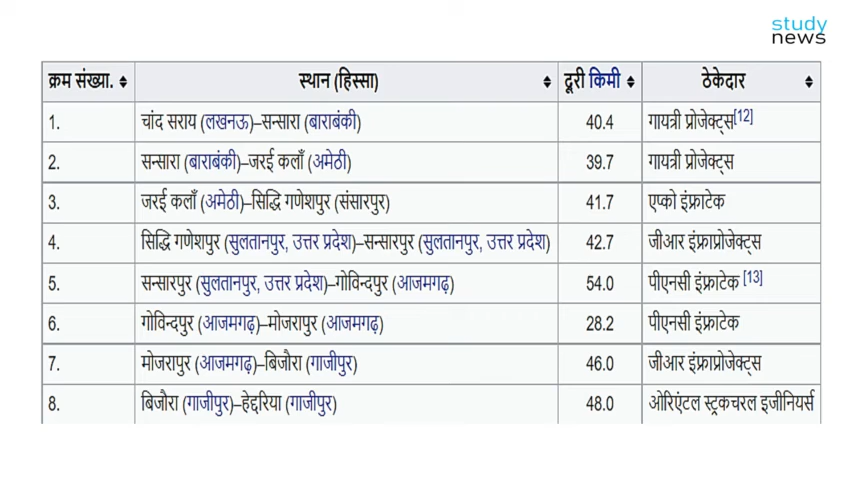 study
news
क्रम संख्या. स्थान (हिस्सा) दूरी किमी ठेकेदार
1. चांद सराय (लखनऊ)–सन्सारा (बाराबंकी) 40.4 गायत्री प्रोजेक्ट्स[12]
2. सन्सारा (बाराबंकी)–जरई कलाँ (अमेठी) 39.7 गायत्री प्रोजेक्ट्स
3. जरई कलाँ (अमेठी)–सिद्धि गणेशपुर (संसारपुर) 41.7 एप्को इंफ्राटेक
4. सिद्धि गणेशपुर (सुलतानपुर, उत्तर प्रदेश)–सन्सारपुर (सुलतानपुर, उत्तर प्रदेश) 42.7 जीआर इंफ्राप्रोजेक्ट्स
5. सन्सारपुर (सुलतानपुर, उत्तर प्रदेश)–गोविन्दपुर (आजमगढ़) 54.0 पीएनसी इंफ्राटेक [13]
6. गोविन्दपुर (आजमगढ़)–मोजरापुर (आजमगढ़) 28.2 पीएनसी इंफ्राटेक
7. मोजरापुर (आजमगढ़)–बिजौरा (गाजीपुर) 46.0 जीआर इंफ्राप्रोजेक्ट्स
8. बिजौरा (गाजीपुर)–हेद्दरिया (गाजीपुर) 48.0 ओरिएंटल स्ट्रकचरल इजीनियर्स